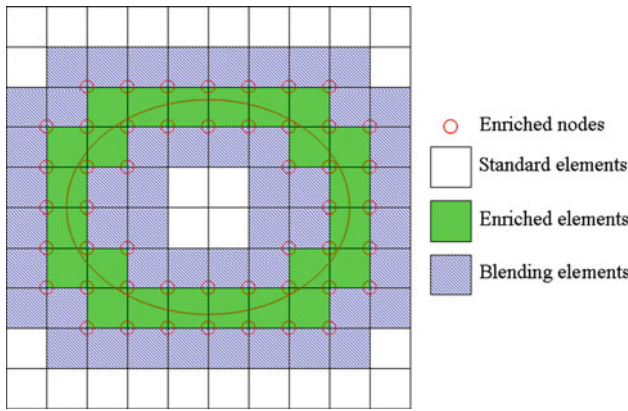 Enriched nodes
Standard elements
Enriched elements
Blending elements